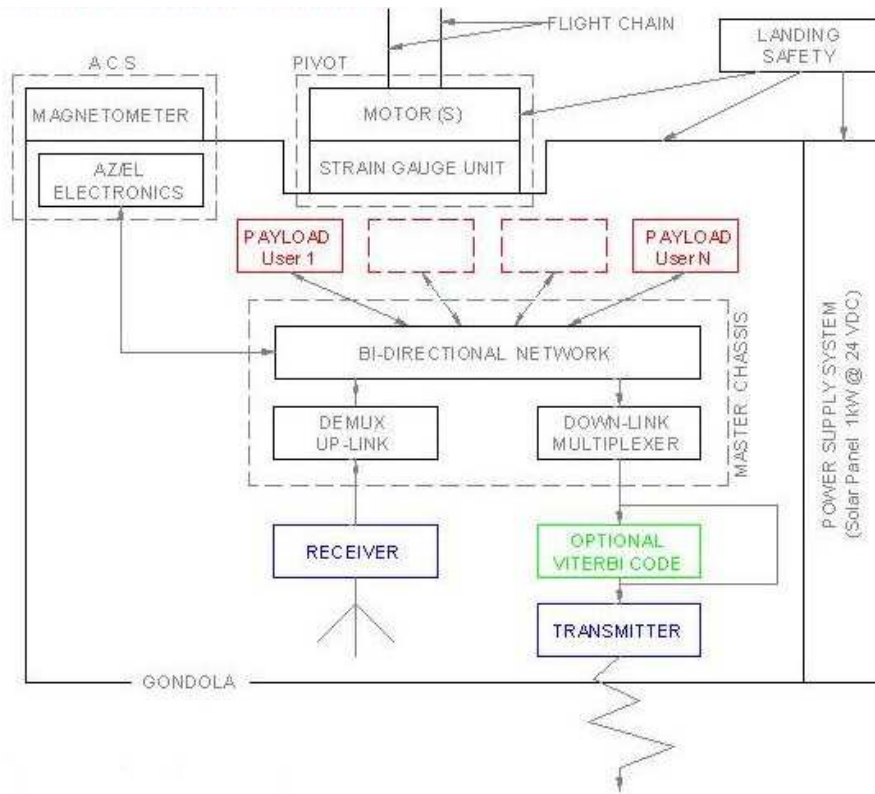 FLIGHT CHAIN
LANDING
SAFETY
A.C.S
PIVOT
MAGNETOMETER
MOTOR (S)
AZ/EL
ELECTRONICS
STRAIN GAUGE UNIT
PAYLOAD
User 1
PAYLOAD
User N
BI-DIRECTIONAL NETWORK
DEMUX
UP-LINK
DOWN-LINK
MULTIPLEXER
MASTER CHASSIS
POWER SUPPLY SYSTEM
(Solar Panel 1kW @ 24 VDC)
RECEIVER
OPTIONAL
VITERBI CODE
TRANSMITTER
GONDOLA